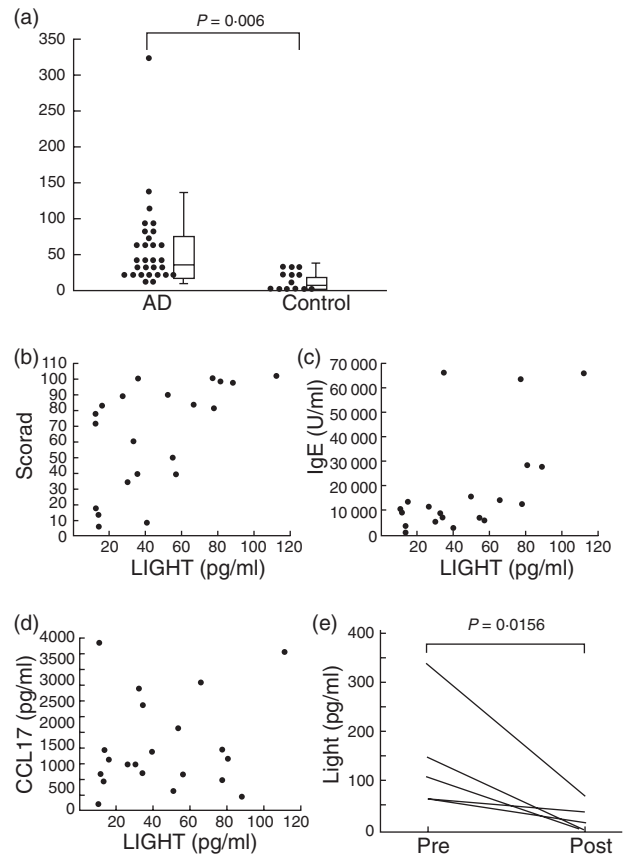 (a)
P = 0·006
350
300
250
200
150
100
50
0
AD Control
(b)
110
100
90
80
70
60
50
40
30
20
10
0
Scorad
20 40 60 80 100 120
LIGHT (pg/ml)
(c)
70 000
60 000
50 000
40 000
30 000
20 000
10 000
0
IgE (U/ml)
20 40 60 80 100 120
LIGHT (pg/ml)
(d)
4000
3500
3000
2500
2000
1500
1000
500
0
CCL17 (pg/ml)
20 40 60 80 100 120
LIGHT (pg/ml)
(e)
P = 0·0156
400
300
200
100
0
Light (pg/ml)
Pre Post